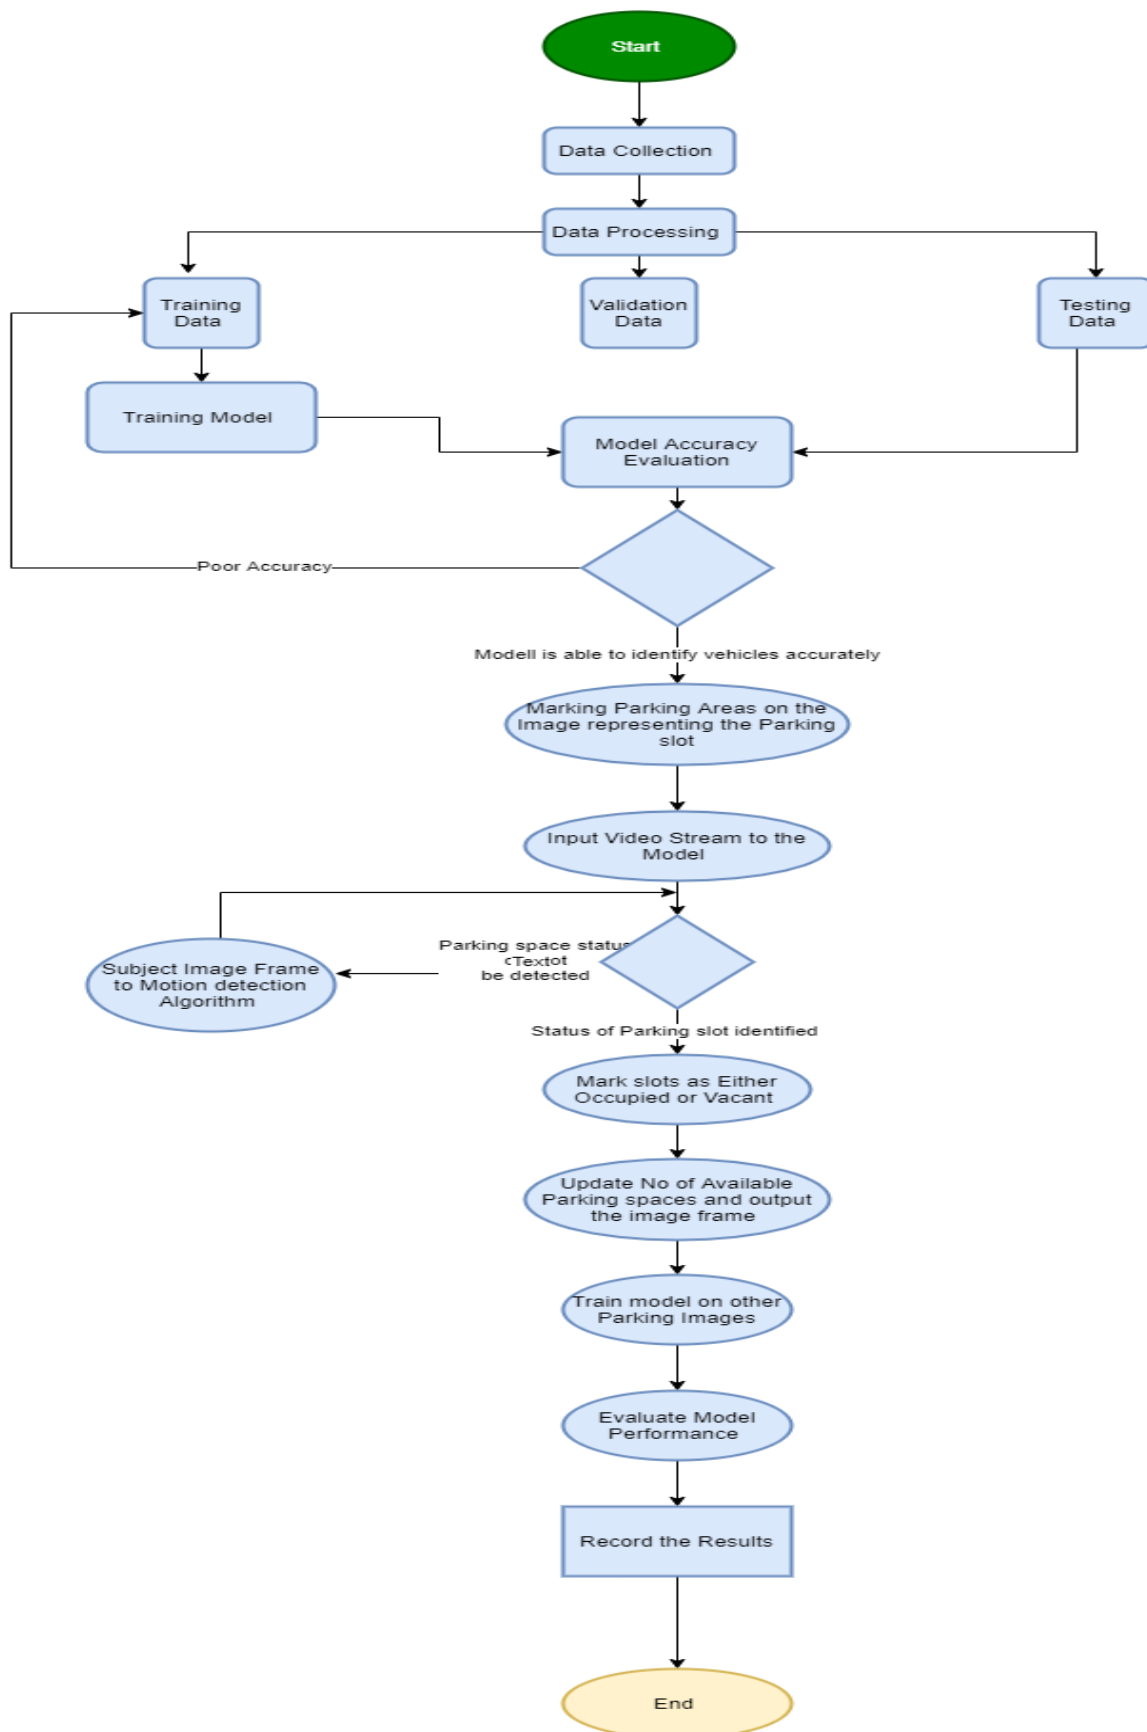 Start
Data Collection
Data Processing
Training
Data
Validation
Data
Testing
Data
Training Model
Model Accuracy
Evaluation
Poor Accuracy
Modell is able to identify vehicles accurately
Marking Parking Areas on the
Image representing the Parking
slot
Input Video Stream to the
Model
Parking space status
Text
be detected
Subject Image Frame
to Motion detection
Algorithm
Status of Parking slot identified
Mark slots as Either
Occupied or Vacant
Update No of Available
Parking spaces and output
the image frame
Train model on other
Parking Images
Evaluate Model
Performance
Record the Results
End